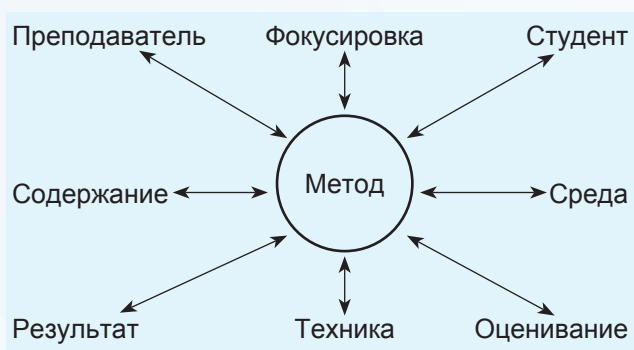 Преподаватель Фокусировка Студент
Содержание Метод Среда
Результат Техника Оценивание